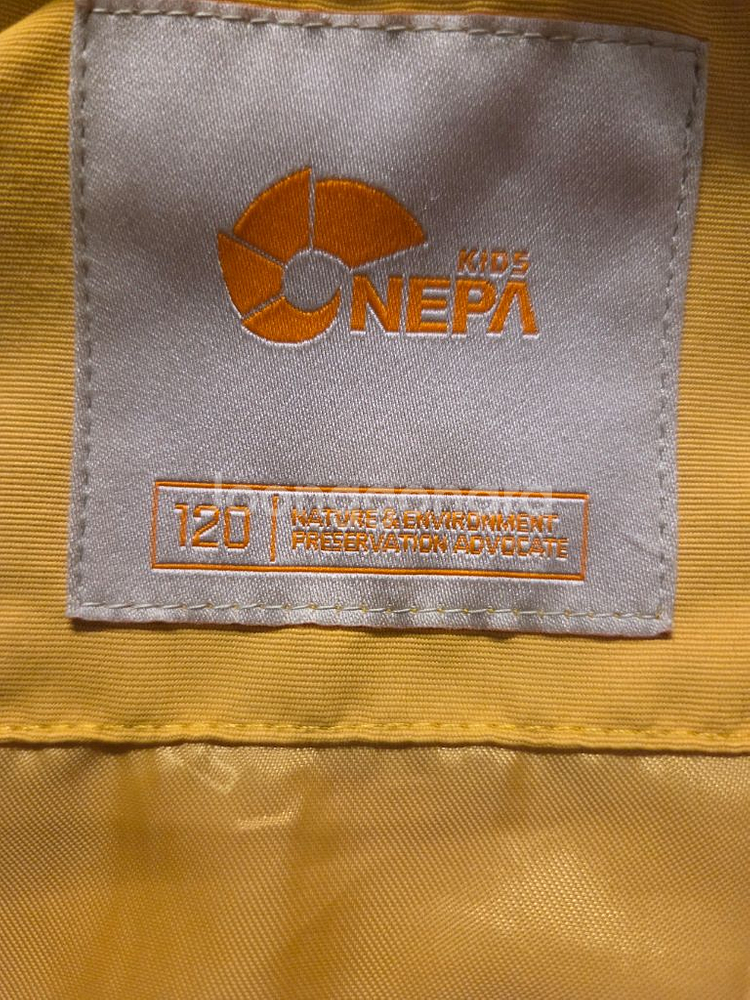 KIDS
NEPA
120
NATURE & ENVIRONMENT
PRESERVATION ADVOCATE